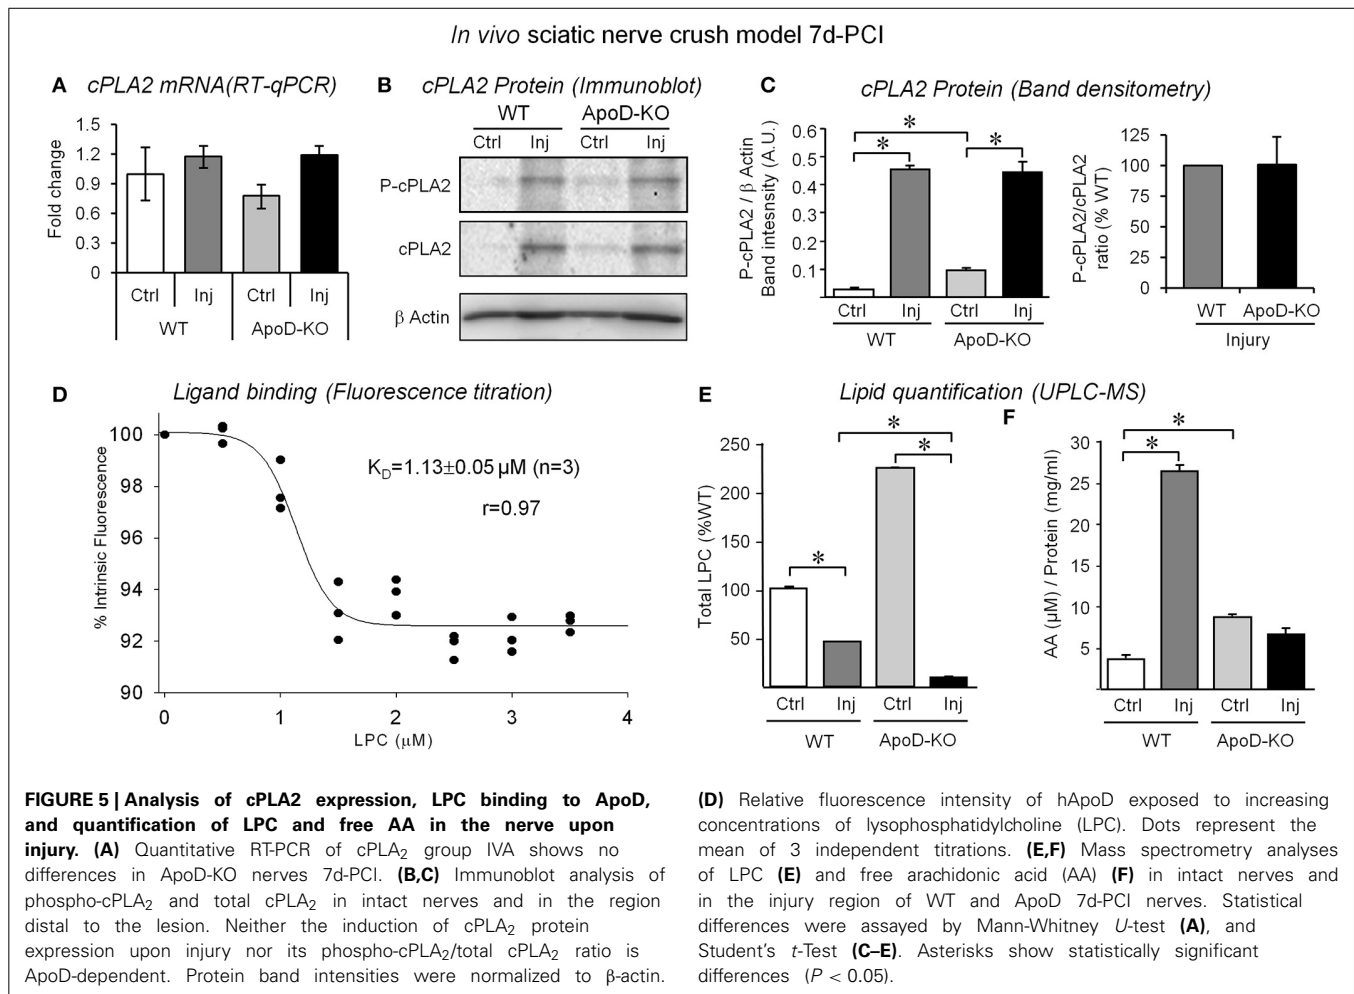 In vivo sciatic nerve crush model 7d-PCI
A cPLA2 mRNA(RT-qPCR)
Fold change
1.5
1.2
0.9
0.6
0.3
0
Ctrl Inj Ctrl Inj
WT ApoD-KO
B cPLA2 Protein (Immunoblot)
WT ApoD-KO
Ctrl Inj Ctrl Inj
P-cPLA2
cPLA2
β Actin
C cPLA2 Protein (Band densitometry)
P-cPLA2 / β Actin
Band intesnsity (A.U.)
0.6
0.5
0.4
0.3
0.2
0.1
* * *
Ctrl Inj Ctrl Inj
WT ApoD-KO
P-cPLA2/cPLA2
ratio (% WT)
125
100
75
50
25
0
WT ApoD-KO
Injury
D Ligand binding (Fluorescence titration)
% Intrinsic Fluorescence
100
98
96
94
92
90
K_D=1.13±0.05 µM (n=3)
r=0.97
0 1 2 3 4
LPC (µM)
E Lipid quantification (UPLC-MS)
Total LPC (%WT)
250
200
150
100
50
* * *
Ctrl Inj Ctrl Inj
WT ApoD-KO
F
AA (µM) / Protein (mg/ml)
30
25
20
15
10
5
* *
Ctrl Inj Ctrl Inj
WT ApoD-KO
FIGURE 5 | Analysis of cPLA2 expression, LPC binding to ApoD,
and quantification of LPC and free AA in the nerve upon
injury. (A) Quantitative RT-PCR of cPLA₂ group IVA shows no
differences in ApoD-KO nerves 7d-PCI. (B,C) Immunoblot analysis of
phospho-cPLA₂ and total cPLA₂ in intact nerves and in the region
distal to the lesion. Neither the induction of cPLA₂ protein
expression upon injury nor its phospho-cPLA₂/total cPLA₂ ratio is
ApoD-dependent. Protein band intensities were normalized to β-actin.
(D) Relative fluorescence intensity of hApoD exposed to increasing
concentrations of lysophosphatidylcholine (LPC). Dots represent the
mean of 3 independent titrations. (E,F) Mass spectrometry analyses
of LPC (E) and free arachidonic acid (AA) (F) in intact nerves and
in the injury region of WT and ApoD 7d-PCI nerves. Statistical
differences were assayed by Mann-Whitney U-test (A), and
Student's t-Test (C–E). Asterisks show statistically significant
differences (P < 0.05).